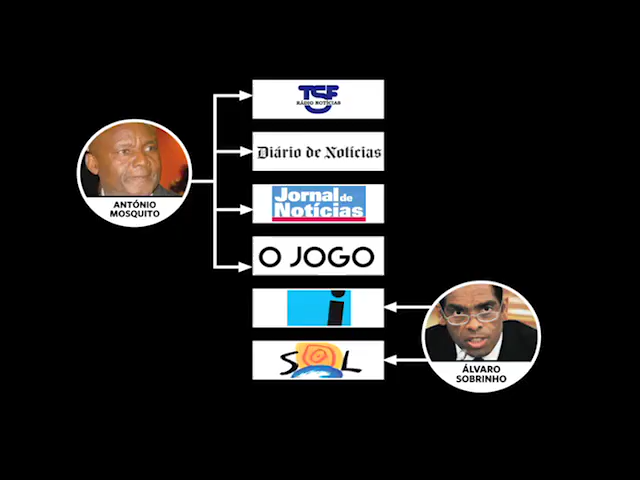 TSF
RÁDIO NOTÍCIAS
Diário de Notícias
Jornal de
Notícias
O JOGO
i
SOL
ANTÓNIO
MOSQUITO
ÁLVARO
SOBRINHO